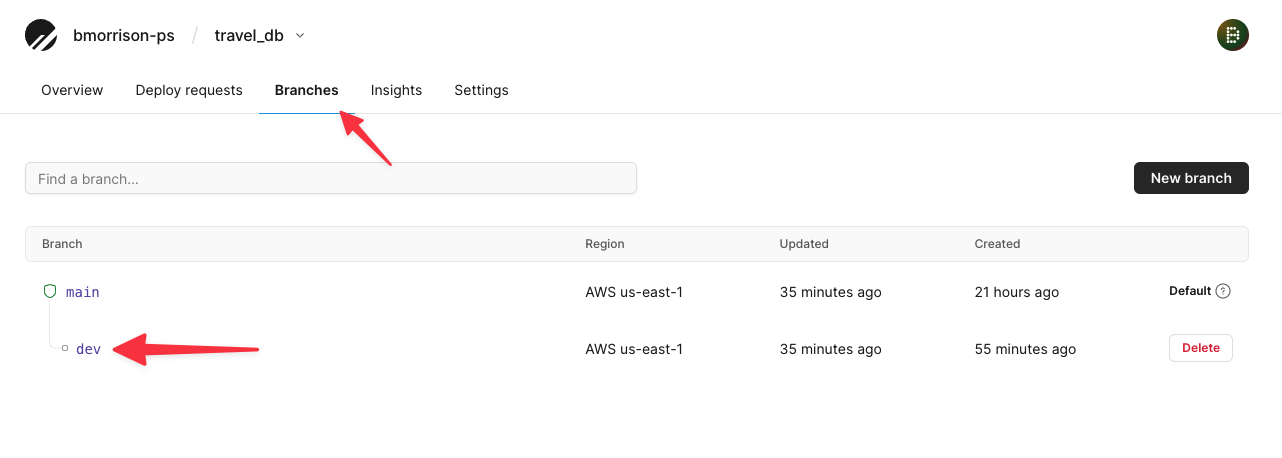 bmorrison-ps / travel_db
Overview Deploy requests Branches Insights Settings
Find a branch... New branch
Branch Region Updated Created
main AWS us-east-1 35 minutes ago 21 hours ago Default ?
dev AWS us-east-1 35 minutes ago 55 minutes ago Delete